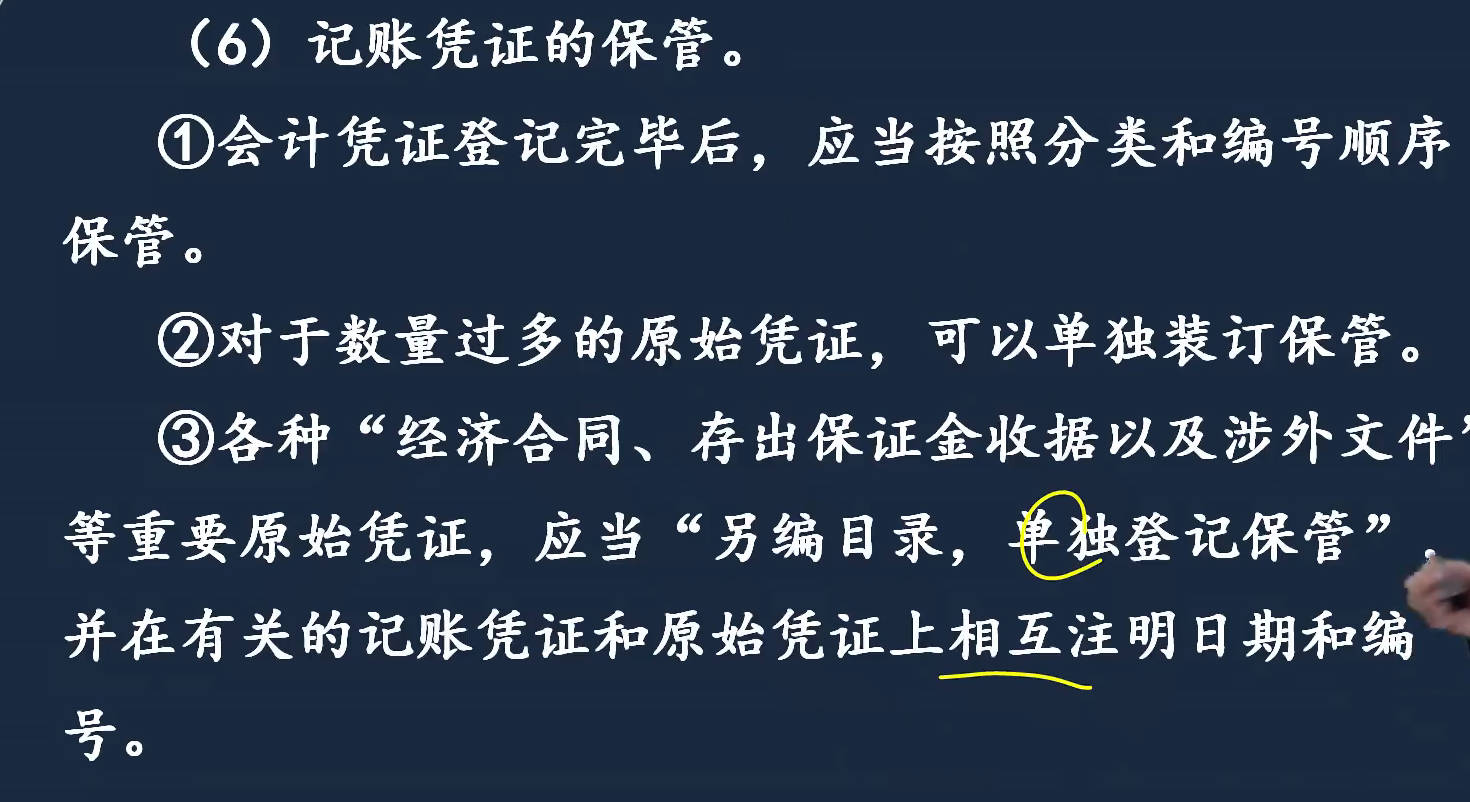 （6）记账凭证的保管。
①会计凭证登记完毕后，应当按照分类和编号顺序
保管。
②对于数量过多的原始凭证，可以单独装订保管。
③各种“经济合同、存出保证金收据以及涉外文件”
等重要原始凭证，应当“另编目录，单独登记保管”，
并在有关的记账凭证和原始凭证上相互注明日期和编
号。